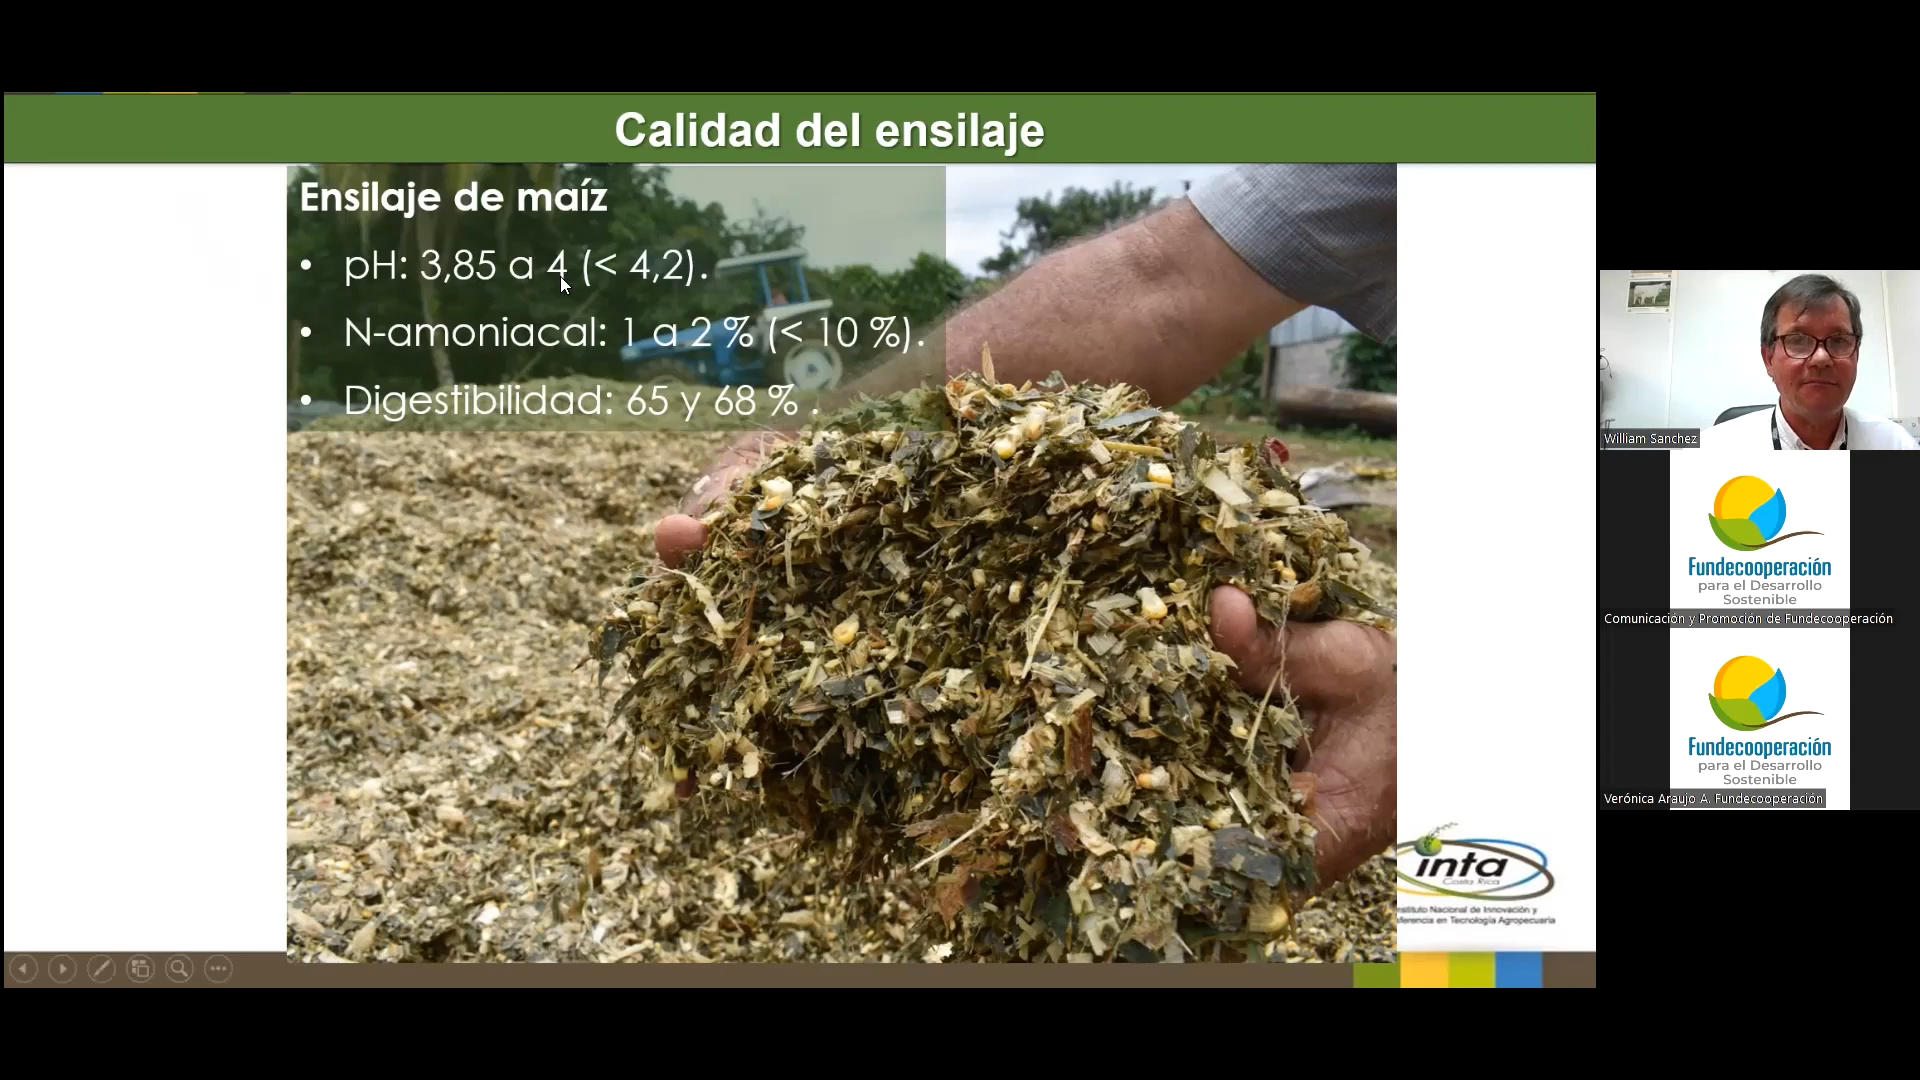 Calidad del ensilaje
Ensilaje de maíz
• pH: 3,85 a 4 (< 4,2).
• N-amoniacal: 1 a 2 % (< 10 %).
• Digestibilidad: 65 y 68 % .
William Sanchez
Fundecooperación
para el Desarrollo
Sostenible
Comunicación y Promoción de Fundecooperación
Fundecooperación
para el Desarrollo
Sostenible
Verónica Araujo A. Fundecooperación
inta
Costa Rica
nstituto Nacional de Innovación y
ferencia en Tecnología Agropecuaria